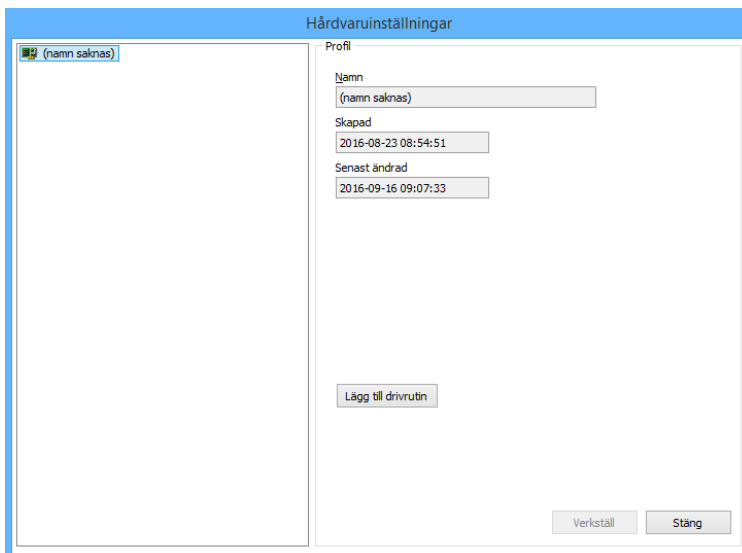 Hårdvaruinställningar
(namn saknas)
Profil
Namn
(namn saknas)
Skapad
2016-08-23 08:54:51
Senast ändrad
2016-09-16 09:07:33
Lägg till drivrutin
Verkställ
Stäng